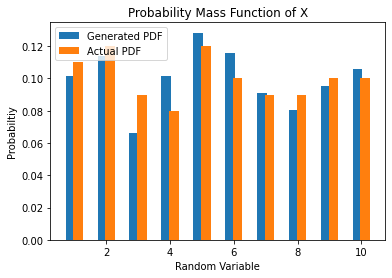 Probability Mass Function of X
Generated PDF
Actual PDF
0.12
0.10
0.08
0.06
0.04
0.02
0.00
Probabiltiy
2 4 6 8 10
Random Variable